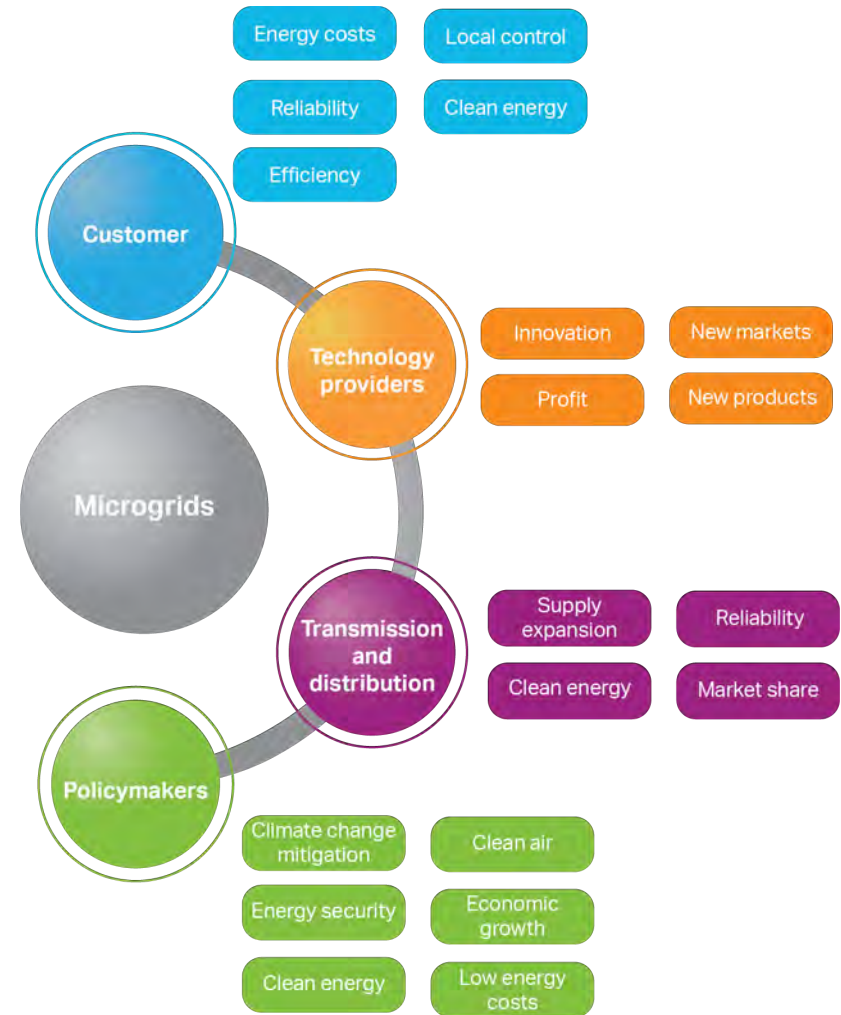 Energy costs
Local control
Reliability
Clean energy
Efficiency
Customer
Technology
providers
Innovation
New markets
Profit
New products
Microgrids
Transmission
and
distribution
Supply
expansion
Reliability
Clean energy
Market share
Policymakers
Climate change
mitigation
Clean air
Energy security
Economic
growth
Clean energy
Low energy
costs